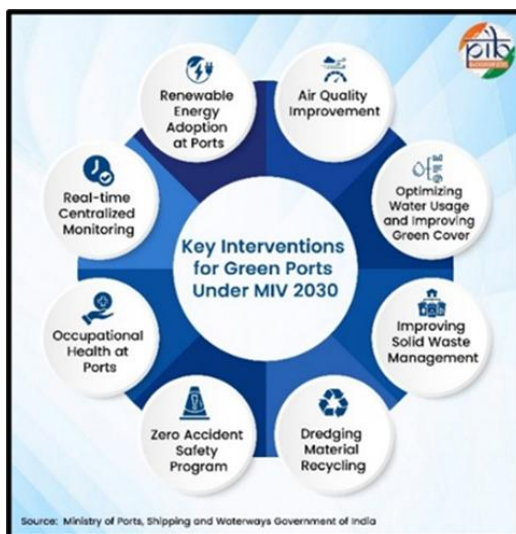 pib
Renewable
Energy
Adoption
at Ports
Air Quality
Improvement
Real-time
Centralized
Monitoring
Optimizing
Water Usage
and Improving
Green Cover
Key Interventions
for Green Ports
Under MIV 2030
Occupational
Health at
Ports
Improving
Solid Waste
Management
Zero Accident
Safety
Program
Dredging
Material
Recycling
Source: Ministry of Ports, Shipping and Waterways Government of India